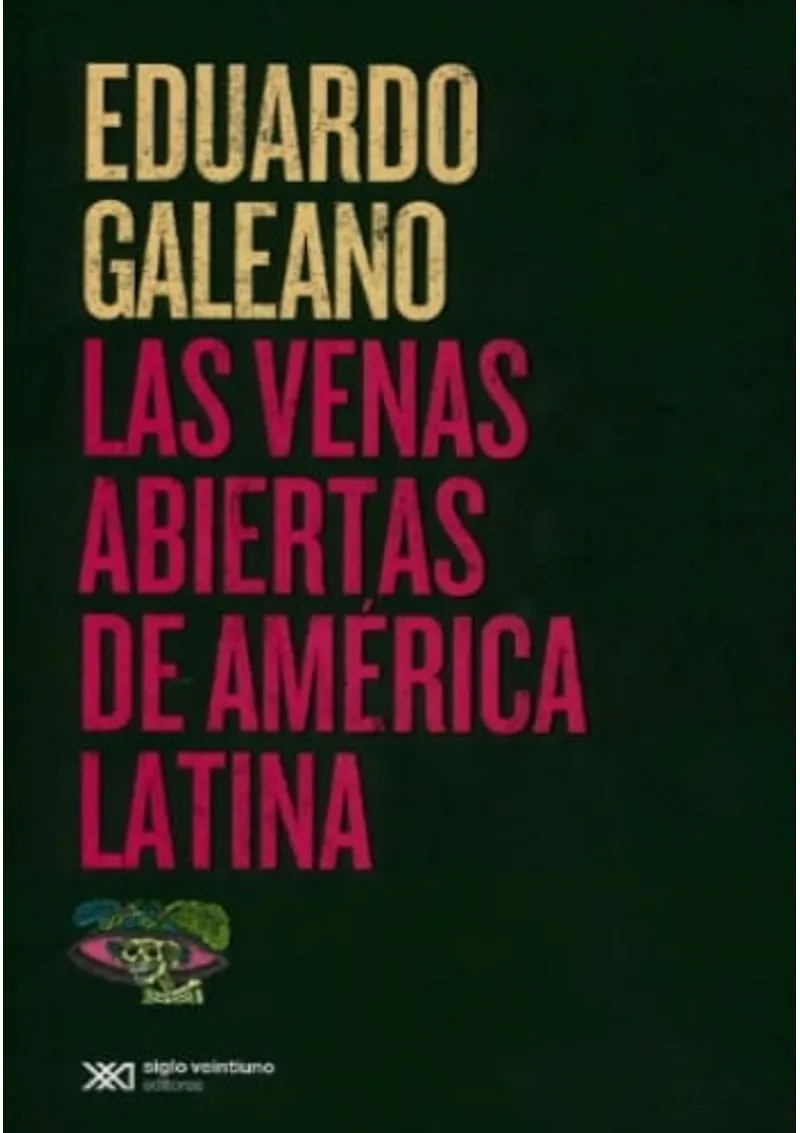 EDUARDO
GALEANO
LAS VENAS
ABIERTAS
DE AMÉRICA
LATINA
siglo veintiuno
editores